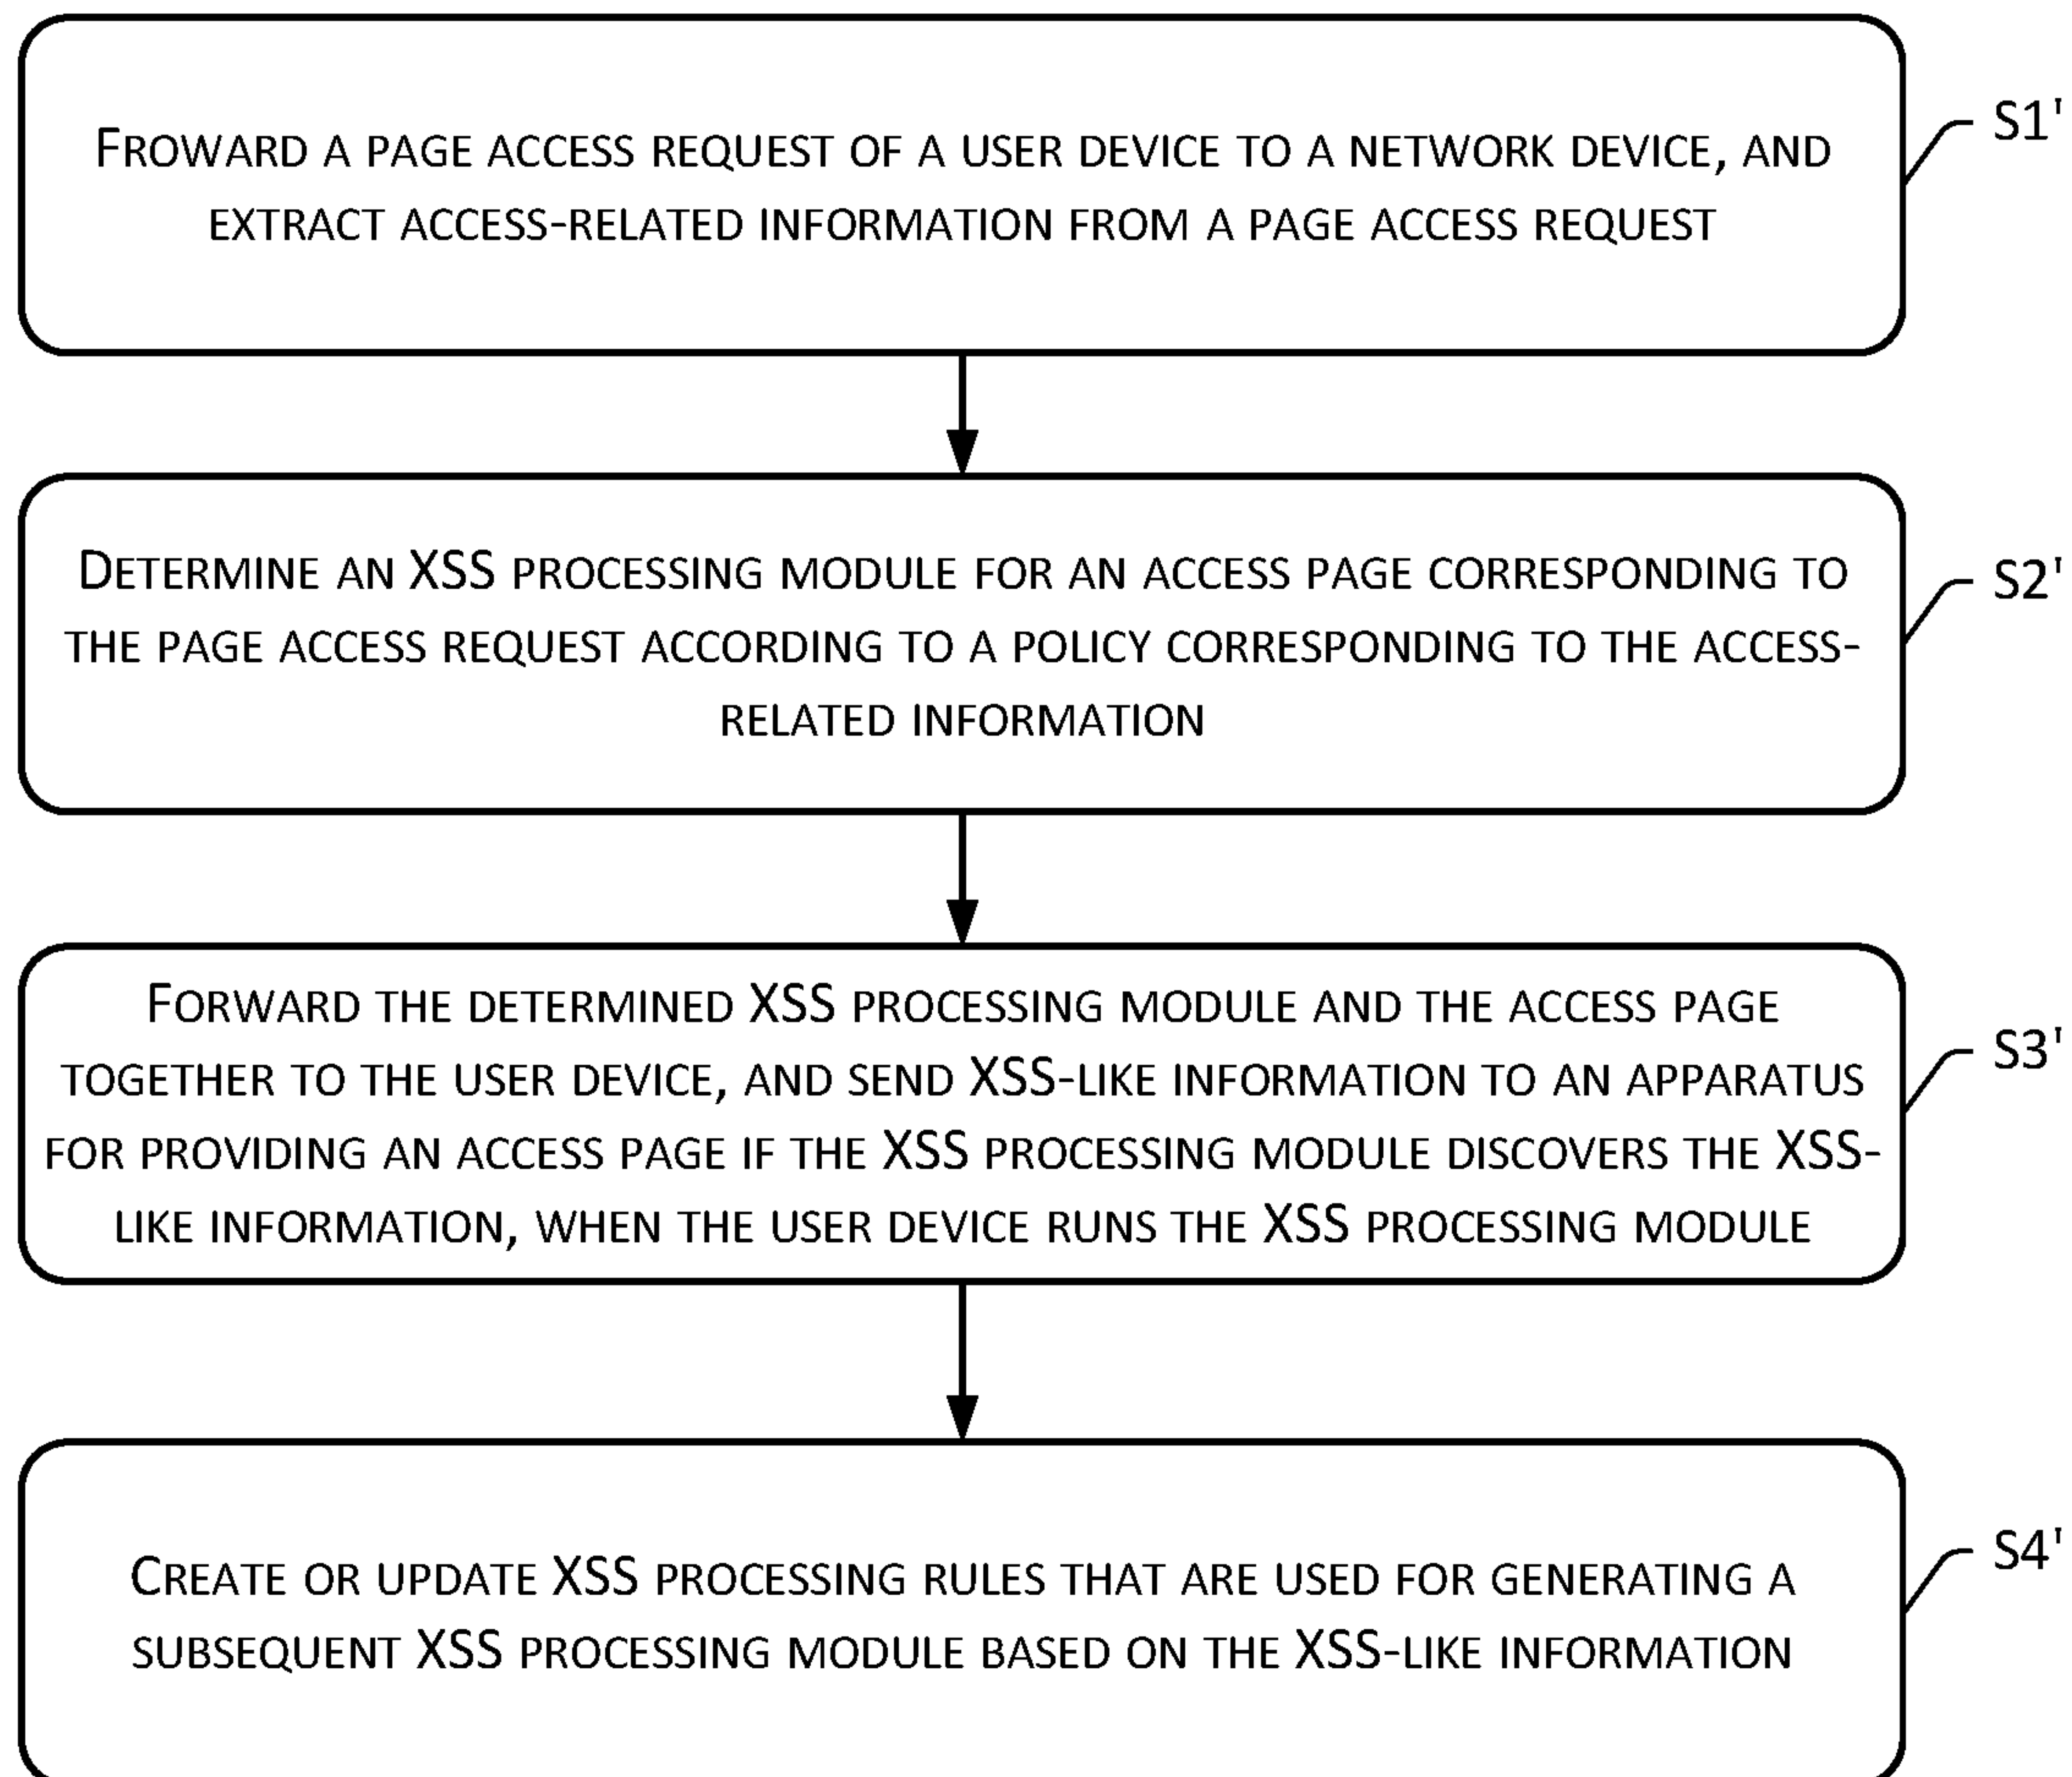 FROWARD A PAGE ACCESS REQUEST OF A USER DEVICE TO A NETWORK DEVICE, AND
EXTRACT ACCESS-RELATED INFORMATION FROM A PAGE ACCESS REQUEST
S1'
DETERMINE AN XSS PROCESSING MODULE FOR AN ACCESS PAGE CORRESPONDING TO
THE PAGE ACCESS REQUEST ACCORDING TO A POLICY CORRESPONDING TO THE ACCESS-
RELATED INFORMATION
S2'
FORWARD THE DETERMINED XSS PROCESSING MODULE AND THE ACCESS PAGE
TOGETHER TO THE USER DEVICE, AND SEND XSS-LIKE INFORMATION TO AN APPARATUS
FOR PROVIDING AN ACCESS PAGE IF THE XSS PROCESSING MODULE DISCOVERS THE XSS-
LIKE INFORMATION, WHEN THE USER DEVICE RUNS THE XSS PROCESSING MODULE
S3'
CREATE OR UPDATE XSS PROCESSING RULES THAT ARE USED FOR GENERATING A
SUBSEQUENT XSS PROCESSING MODULE BASED ON THE XSS-LIKE INFORMATION
S4'